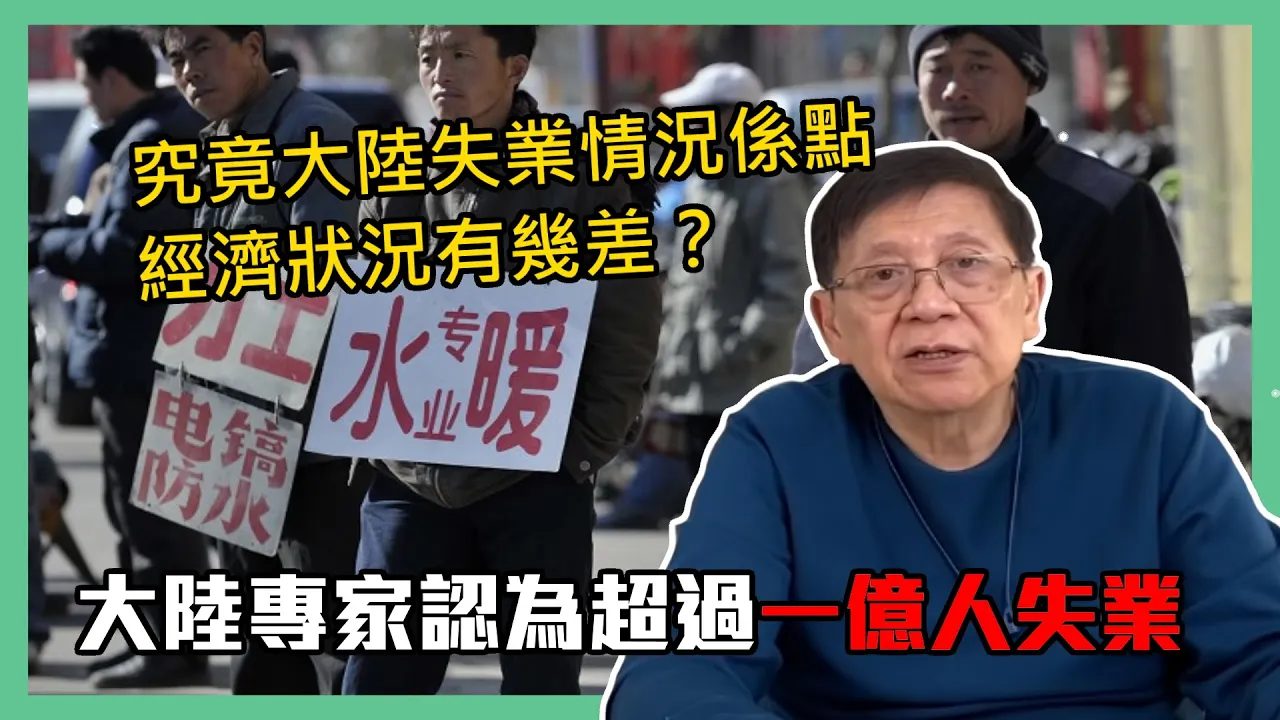 究竟大陸失業情況係點
經濟狀況有幾差？
水专业暖
电镐
防水
大陸專家認為超過一億人失業